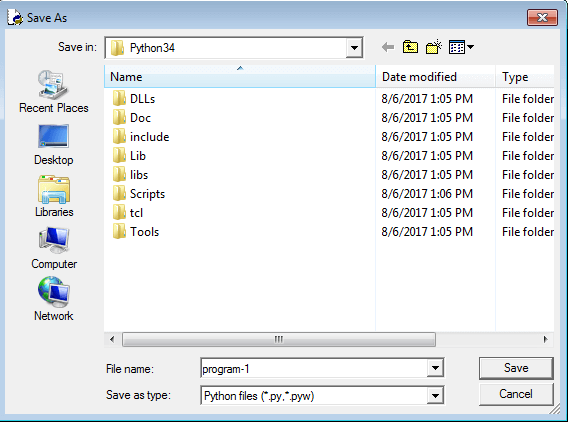 Save As
Save in: Python34
Name Date modified Type
Recent Places
Desktop
Libraries
Computer
Network
DLLs 8/6/2017 1:05 PM File folder
Doc 8/6/2017 1:05 PM File folder
include 8/6/2017 1:05 PM File folder
Lib 8/6/2017 1:05 PM File folder
libs 8/6/2017 1:05 PM File folder
Scripts 8/6/2017 1:06 PM File folder
tcl 8/6/2017 1:05 PM File folder
Tools 8/6/2017 1:05 PM File folder
File name: program-1 Save
Save as type: Python files (*.py,*.pyw) Cancel